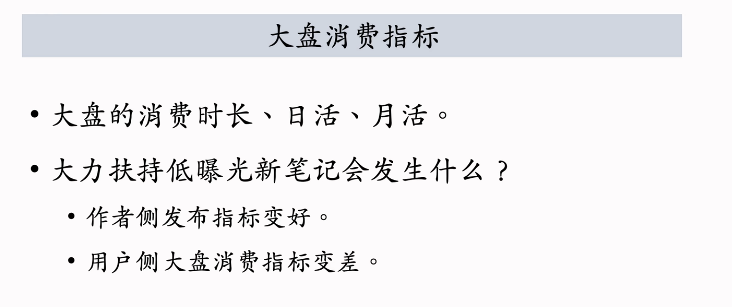 大盘消费指标
• 大盘的消费时长、日活、月活。
• 大力扶持低曝光新笔记会发生什么？
• 作者侧发布指标变好。
• 用户侧大盘消费指标变差。